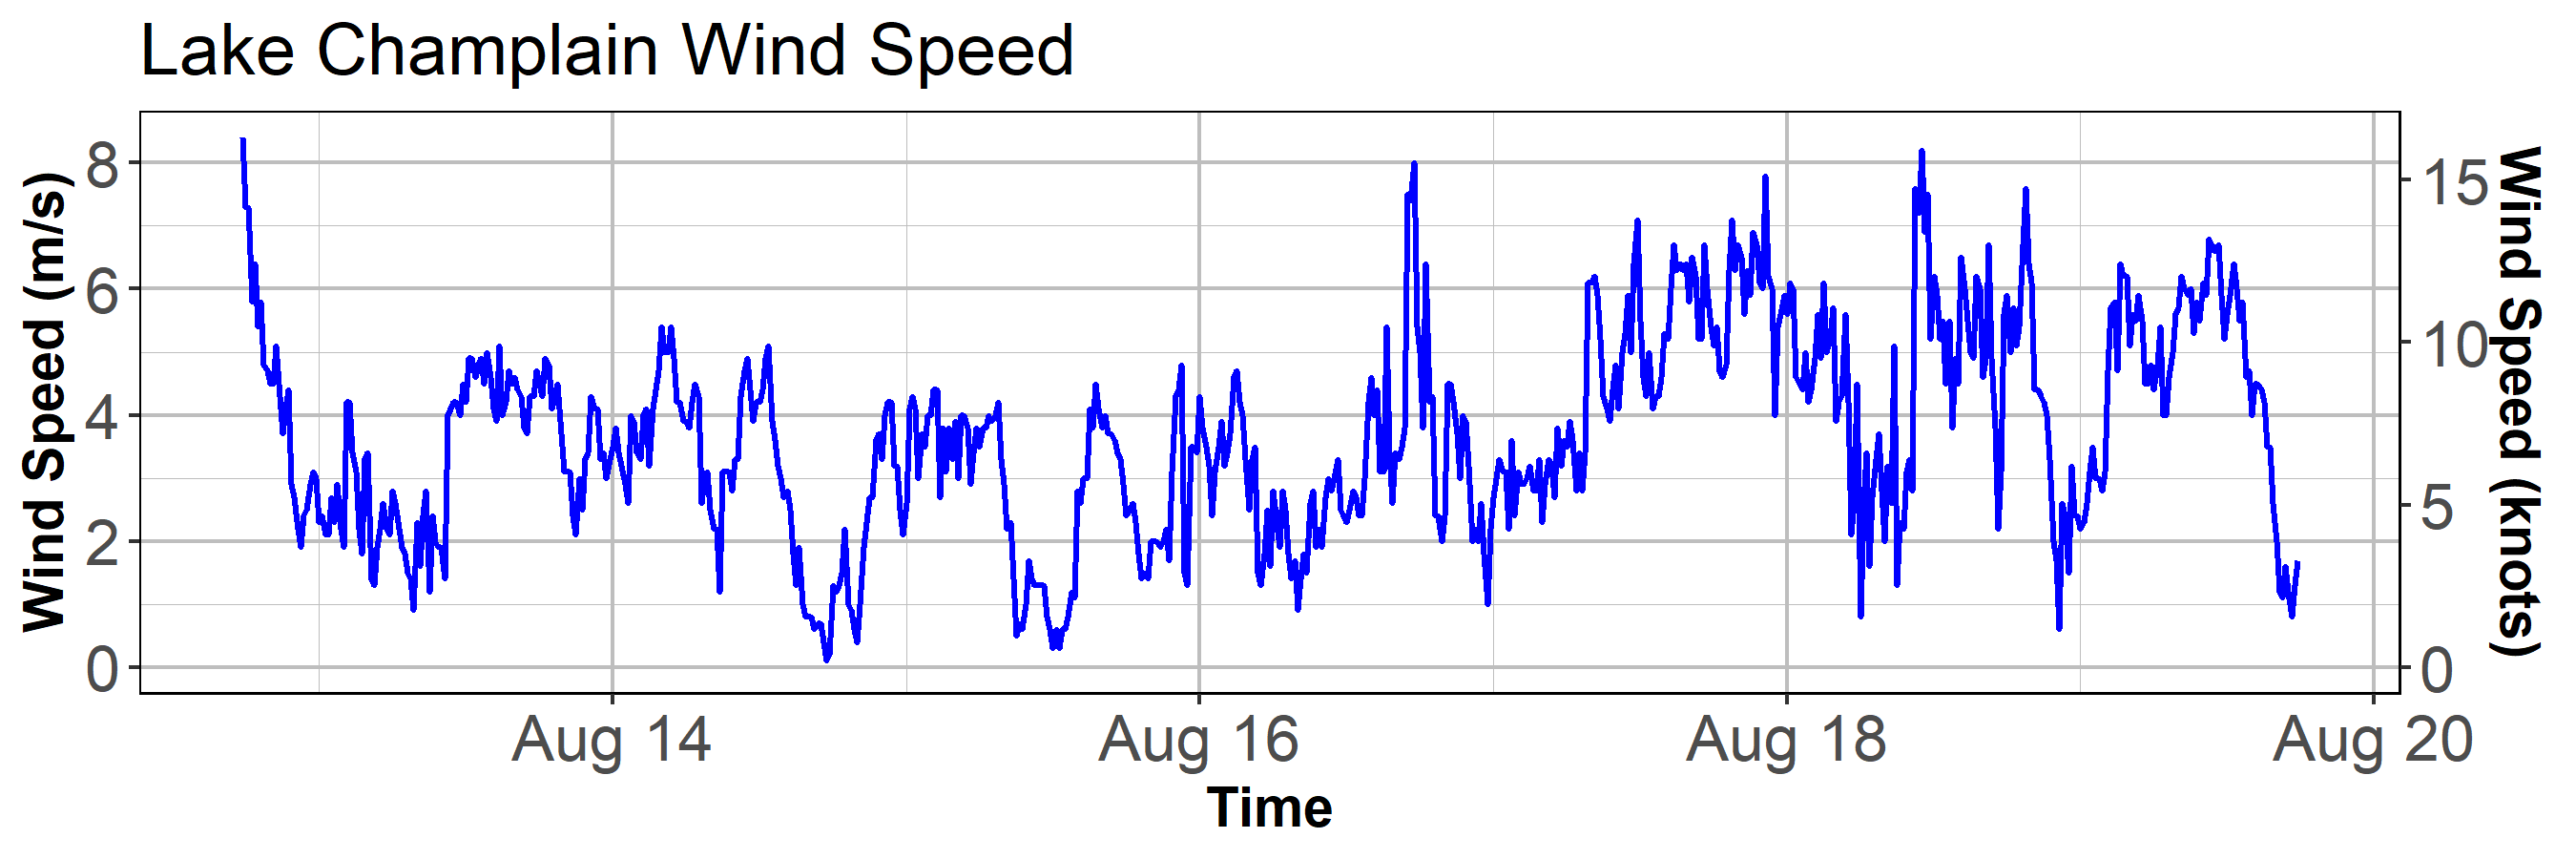 Lake Champlain Wind Speed
Wind Speed (m/s)
8
6
4
2
0
15
10
5
0
Wind Speed (knots)
Aug 14 Aug 16 Aug 18 Aug 20
Time